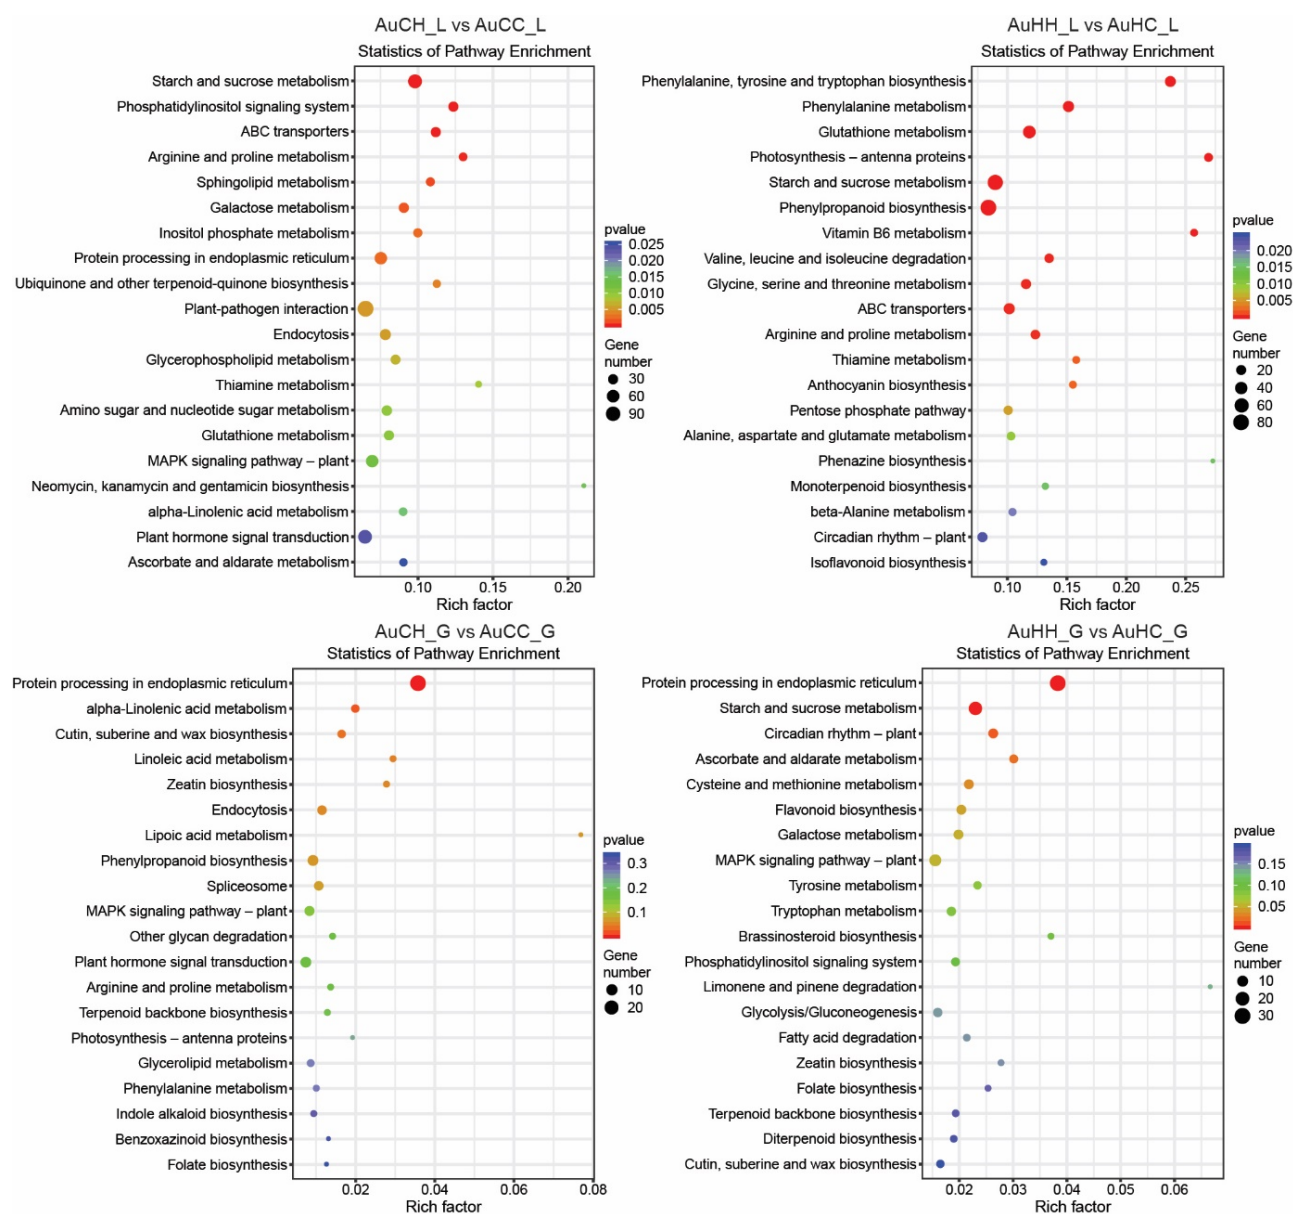 AuCH_L vs AuCC_L
Statistics of Pathway Enrichment
Starch and sucrose metabolism
Phosphatidylinositol signaling system
ABC transporters
Arginine and proline metabolism
Sphingolipid metabolism
Galactose metabolism
Inositol phosphate metabolism
Protein processing in endoplasmic reticulum
Ubiquinone and other terpenoid-quinone biosynthesis
Plant-pathogen interaction
Endocytosis
Glycerophospholipid metabolism
Thiamine metabolism
Amino sugar and nucleotide sugar metabolism
Glutathione metabolism
MAPK signaling pathway – plant
Neomycin, kanamycin and gentamicin biosynthesis
alpha-Linolenic acid metabolism
Plant hormone signal transduction
Ascorbate and aldarate metabolism
0.10 0.15 0.20
Rich factor
pvalue
0.025
0.020
0.015
0.010
0.005
Gene
number
30
60
90
AuHH_L vs AuHC_L
Statistics of Pathway Enrichment
Phenylalanine, tyrosine and tryptophan biosynthesis
Phenylalanine metabolism
Glutathione metabolism
Photosynthesis – antenna proteins
Starch and sucrose metabolism
Phenylpropanoid biosynthesis
Vitamin B6 metabolism
Valine, leucine and isoleucine degradation
Glycine, serine and threonine metabolism
ABC transporters
Arginine and proline metabolism
Thiamine metabolism
Anthocyanin biosynthesis
Pentose phosphate pathway
Alanine, aspartate and glutamate metabolism
Phenazine biosynthesis
Monoterpenoid biosynthesis
beta-Alanine metabolism
Circadian rhythm – plant
Isoflavonoid biosynthesis
0.10 0.15 0.20 0.25
Rich factor
pvalue
0.020
0.015
0.010
0.005
Gene
number
20
40
60
80
AuCH_G vs AuCC_G
Statistics of Pathway Enrichment
Protein processing in endoplasmic reticulum
alpha-Linolenic acid metabolism
Cutin, suberine and wax biosynthesis
Linoleic acid metabolism
Zeatin biosynthesis
Endocytosis
Lipoic acid metabolism
Phenylpropanoid biosynthesis
Spliceosome
MAPK signaling pathway – plant
Other glycan degradation
Plant hormone signal transduction
Arginine and proline metabolism
Terpenoid backbone biosynthesis
Photosynthesis – antenna proteins
Glycerolipid metabolism
Phenylalanine metabolism
Indole alkaloid biosynthesis
Benzoxazinoid biosynthesis
Folate biosynthesis
0.02 0.04 0.06 0.08
Rich factor
pvalue
0.3
0.2
0.1
Gene
number
10
20
AuHH_G vs AuHC_G
Statistics of Pathway Enrichment
Protein processing in endoplasmic reticulum
Starch and sucrose metabolism
Circadian rhythm – plant
Ascorbate and aldarate metabolism
Cysteine and methionine metabolism
Flavonoid biosynthesis
Galactose metabolism
MAPK signaling pathway – plant
Tyrosine metabolism
Tryptophan metabolism
Brassinosteroid biosynthesis
Phosphatidylinositol signaling system
Limonene and pinene degradation
Glycolysis/Gluconeogenesis
Fatty acid degradation
Zeatin biosynthesis
Folate biosynthesis
Terpenoid backbone biosynthesis
Diterpenoid biosynthesis
Cutin, suberine and wax biosynthesis
0.02 0.03 0.04 0.05 0.06
Rich factor
pvalue
0.15
0.10
0.05
Gene
number
10
20
30